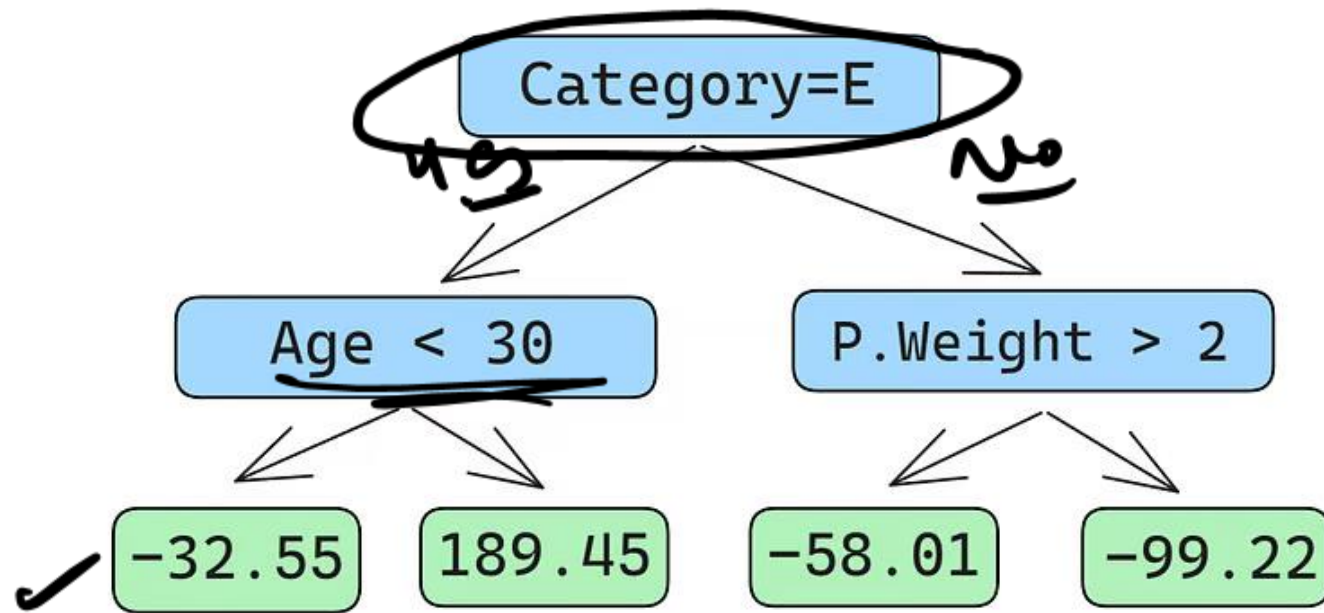 Category=E
Yes No
Age < 30
P.Weight > 2
−32.55 189.45 −58.01 −99.22